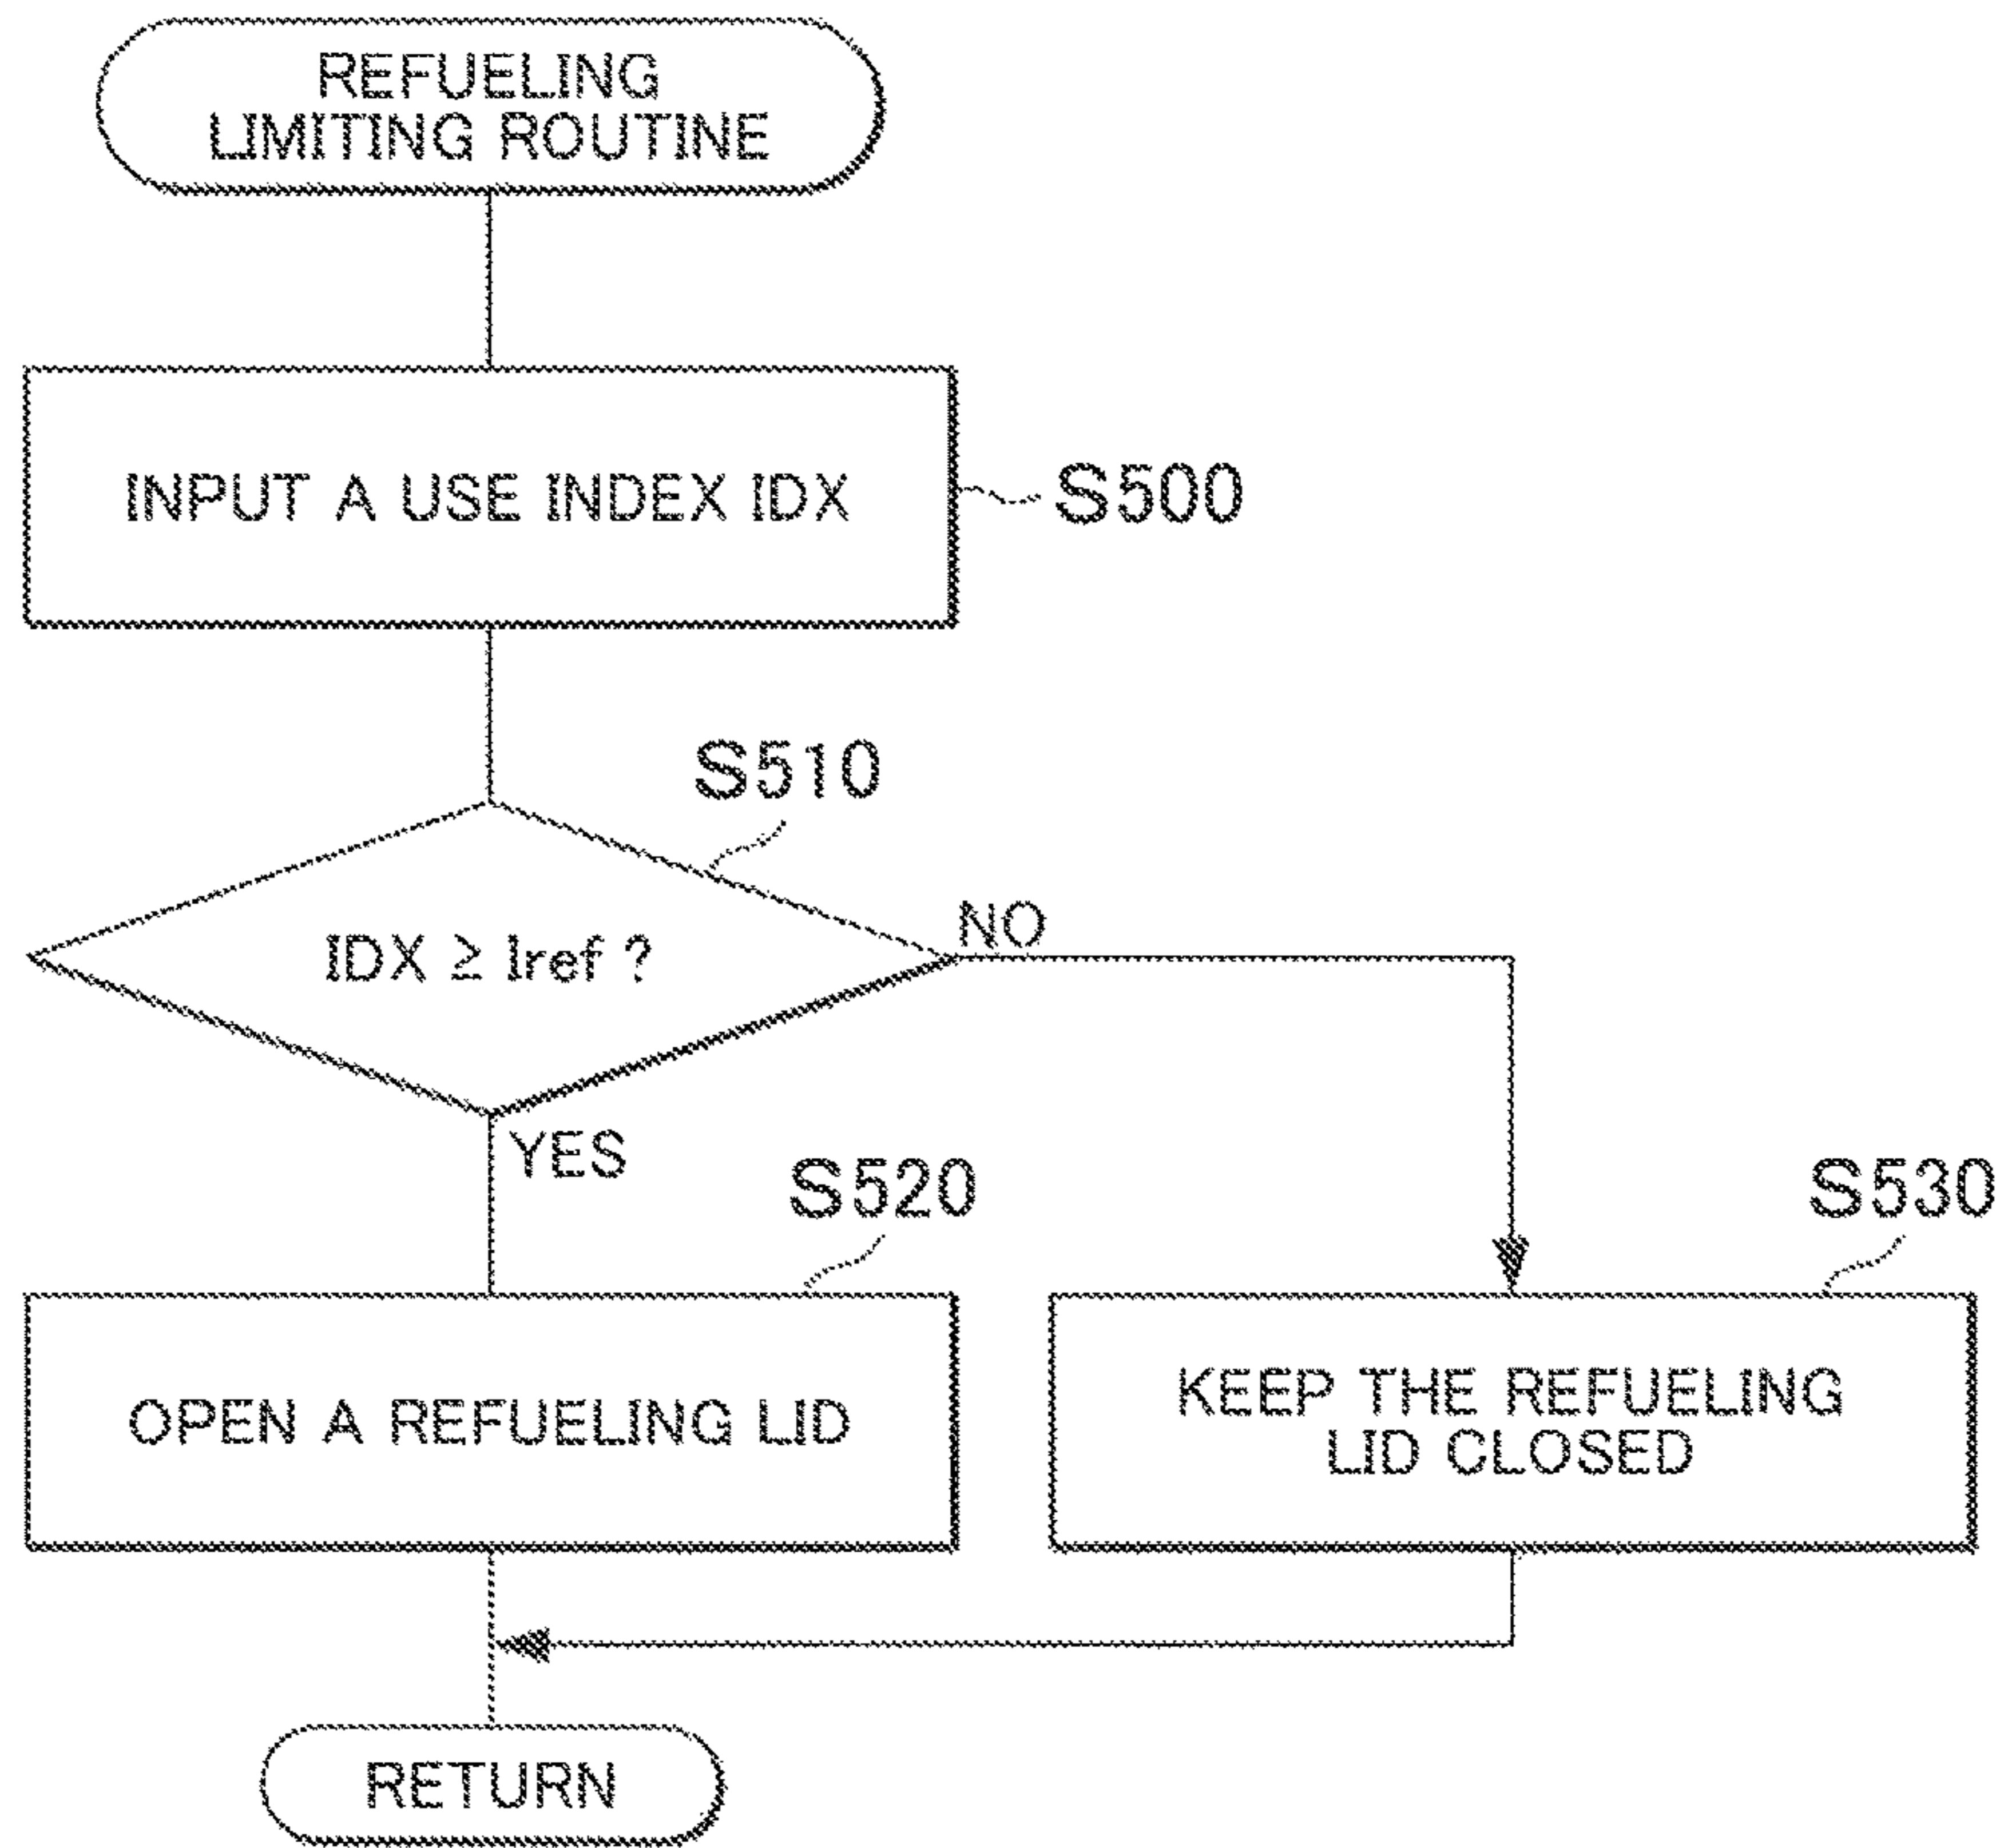 REFUELING
LIMITING ROUTINE
INPUT A USE INDEX IDX
S500
S510
IDX ≥ Iref ?
NO
YES
S520
S530
OPEN A REFUELING LID
KEEP THE REFUELING
LID CLOSED
RETURN